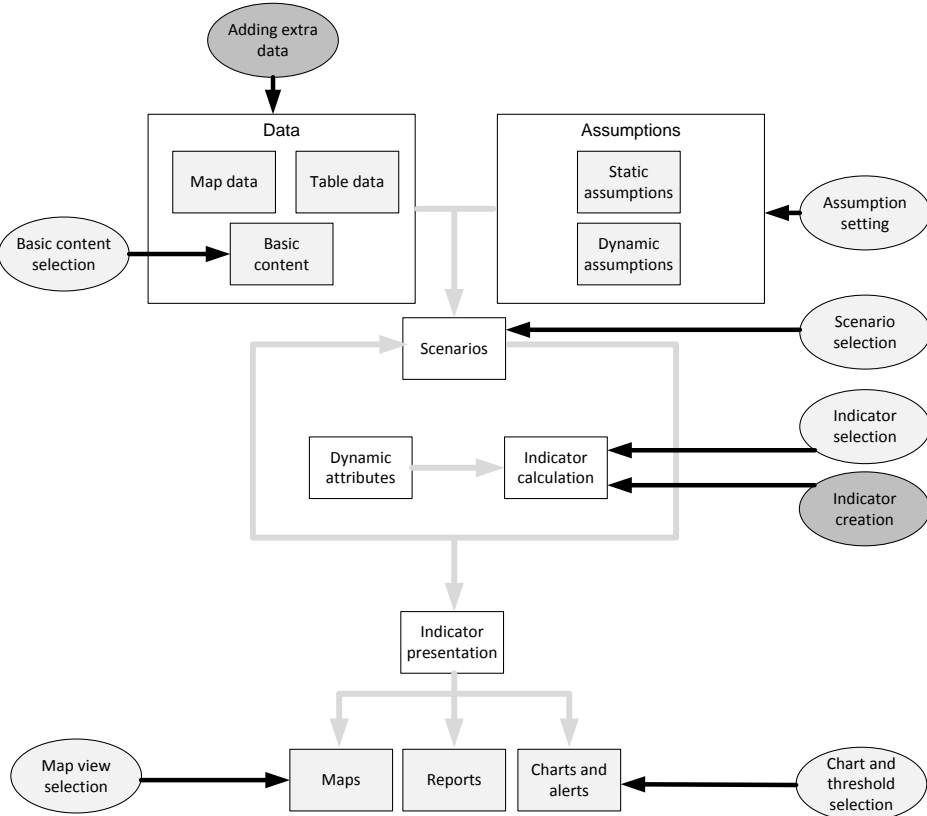 Adding extra
data
Data
Assumptions
Map data
Table data
Static
assumptions
Assumption
setting
Basic content
selection
Basic
content
Dynamic
assumptions
Scenarios
Scenario
selection
Indicator
selection
Dynamic
attributes
Indicator
calculation
Indicator
creation
Indicator
presentation
Map view
selection
Maps
Reports
Charts and
alerts
Chart and
threshold
selection